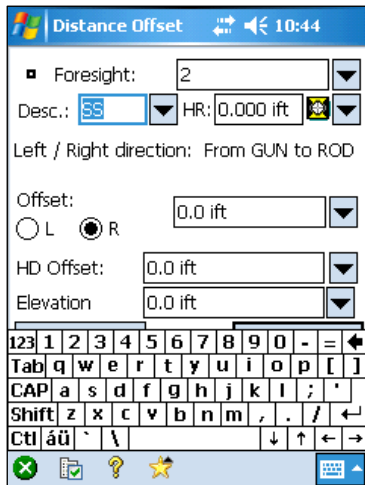 Distance Offset 10:44
Foresight: 2
Desc.: SS HR: 0.000 ift
Left / Right direction: From GUN to ROD
Offset:
L R 0.0 ift
HD Offset: 0.0 ift
Elevation 0.0 ift
123 1 2 3 4 5 6 7 8 9 0 - =
Tab q w e r t y u i o p [ ]
CAP a s d f g h j k l ; '
Shift z x c v b n m , . /
Ctl áü ` \